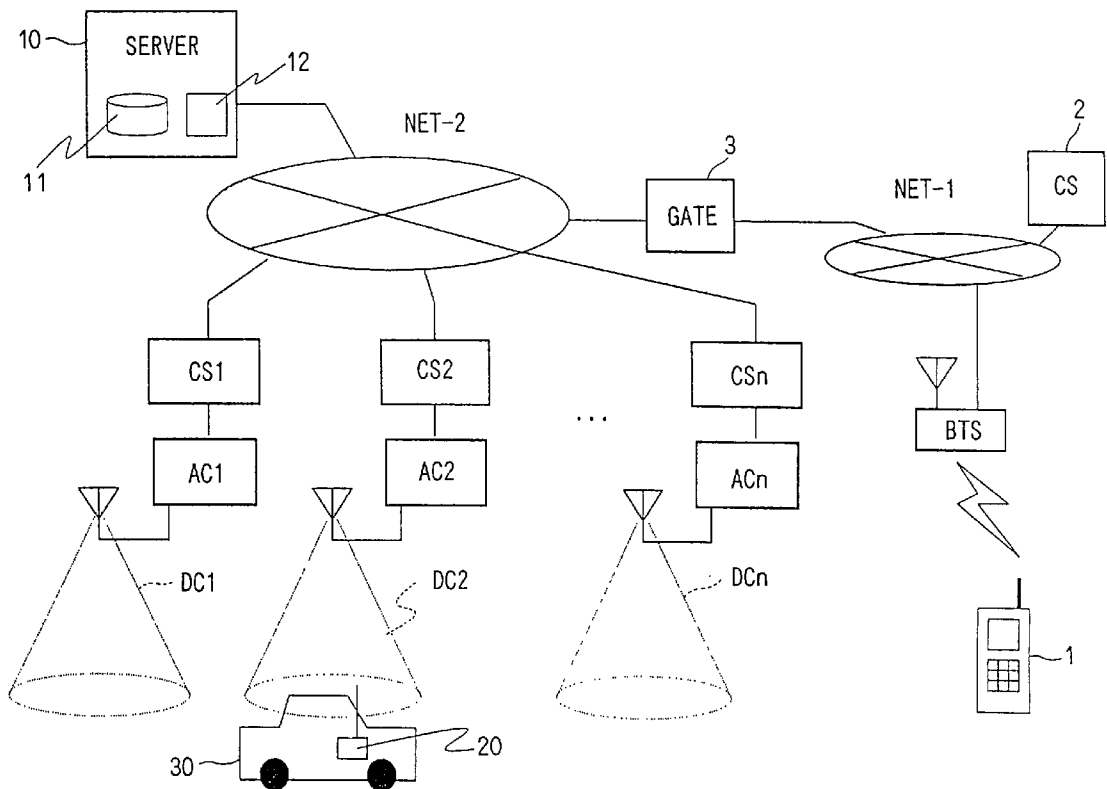 10
SERVER
12
11
NET-2
3
GATE
NET-1
2
CS
CS1
CS2
CSn
...
AC1
AC2
ACn
BTS
DC1
DC2
DCn
1
20
30